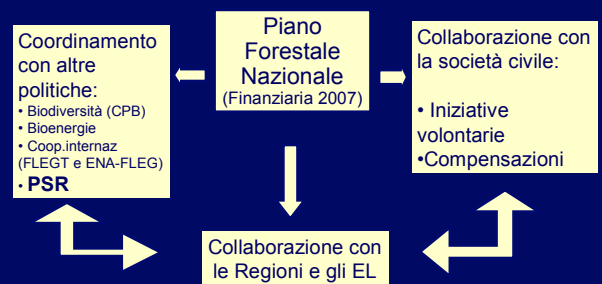 Coordinamento
con altre
politiche:
• Biodiversità (CPB)
• Bioenergie
• Coop.internaz
(FLEGT e ENA-FLEG)
• PSR
Piano
Forestale
Nazionale
(Finanziaria 2007)
Collaborazione con
la società civile:
• Iniziative
volontarie
•Compensazioni
Collaborazione con
le Regioni e gli EL